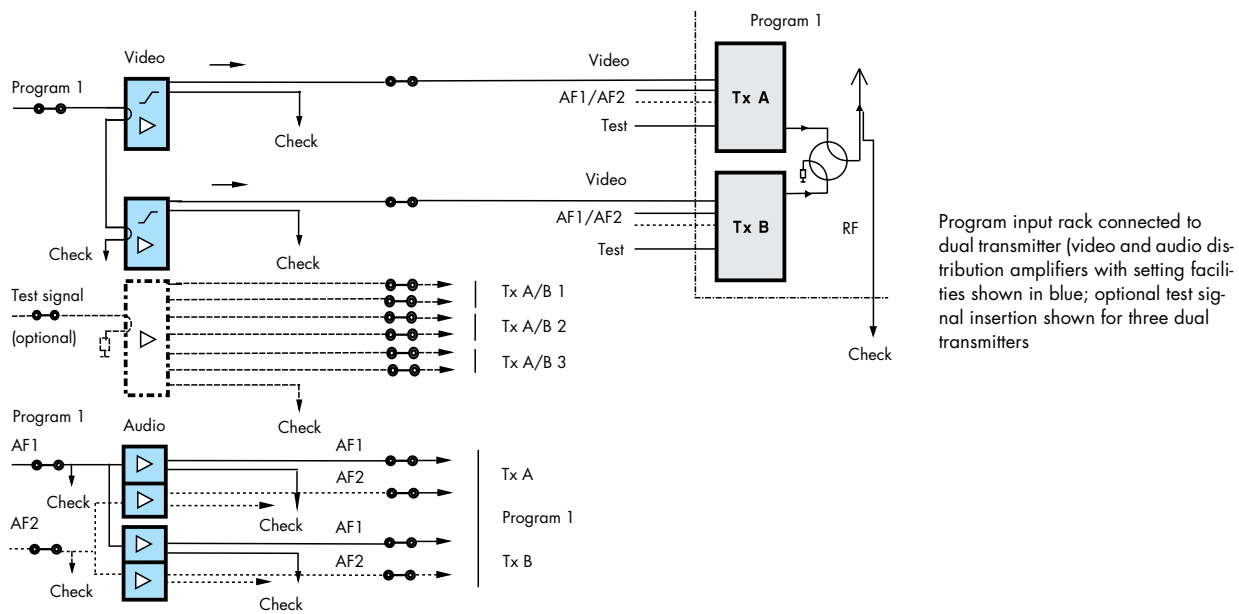 Program 1
Video
Program 1
Video
AF1/AF2
Tx A
Test
Check
Video
AF1/AF2
Tx B
Test
RF
Check
Check
Check
Program input rack connected to
dual transmitter (video and audio dis-
tribution amplifiers with setting facili-
ties shown in blue; optional test sig-
nal insertion shown for three dual
transmitters
Test signal
(optional)
Tx A/B 1
Tx A/B 2
Tx A/B 3
Check
Program 1
Audio
AF1
AF1
Tx A
Check
AF2
Check
Program 1
AF2
AF1
Tx B
Check
AF2
Check